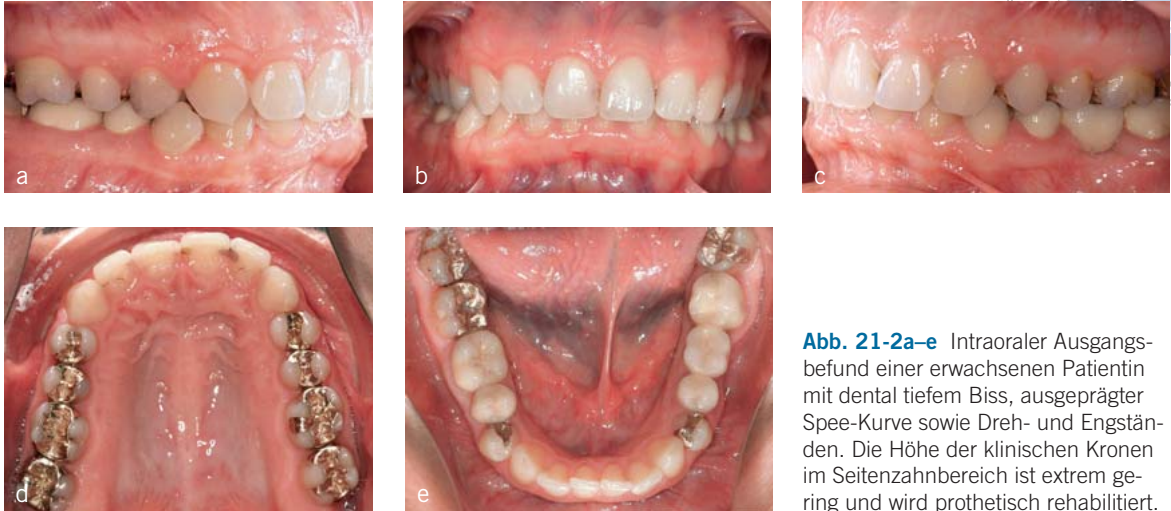 a
b
c
d
e
Abb. 21-2a–e Intraoraler Ausgangs-
befund einer erwachsenen Patientin
mit dental tiefem Biss, ausgeprägter
Spee-Kurve sowie Dreh- und Engstän-
den. Die Höhe der klinischen Kronen
im Seitenzahnbereich ist extrem ge-
ring und wird prothetisch rehabilitiert.